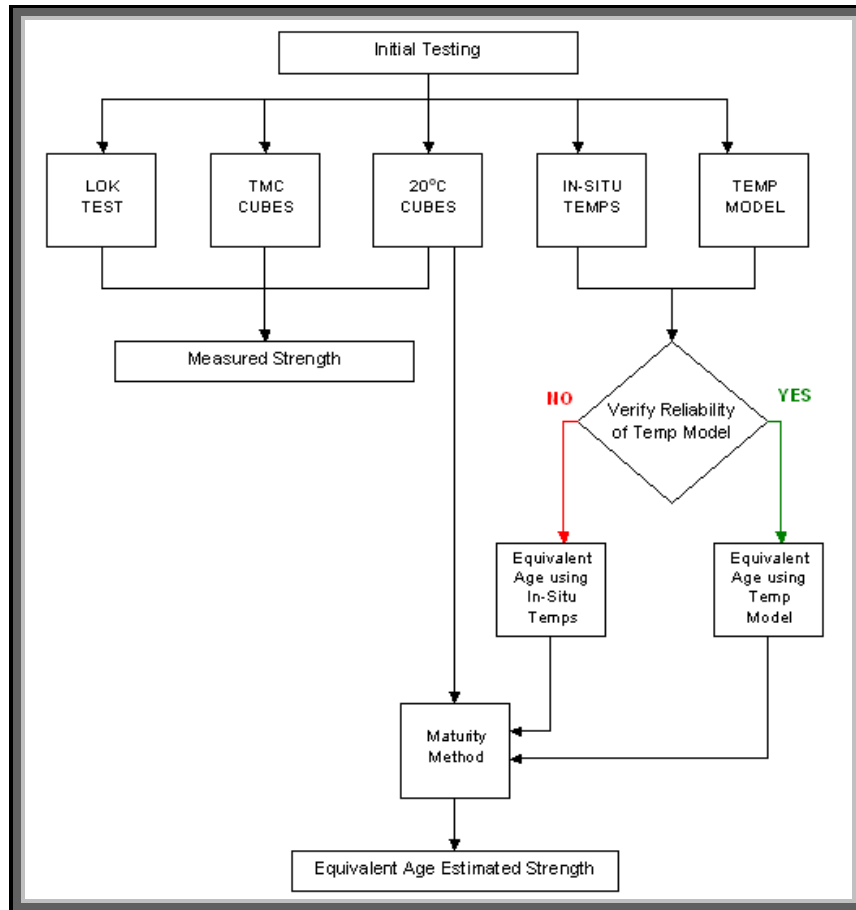 Initial Testing
LOK
TEST
TMC
CUBES
20°C
CUBES
IN-SITU
TEMPS
TEMP
MODEL
Measured Strength
NO
Verify Reliability
of Temp Model
YES
Equivalent
Age using
In-Situ
Temps
Equivalent
Age using
Temp
Model
Maturity
Method
Equivalent Age Estimated Strength